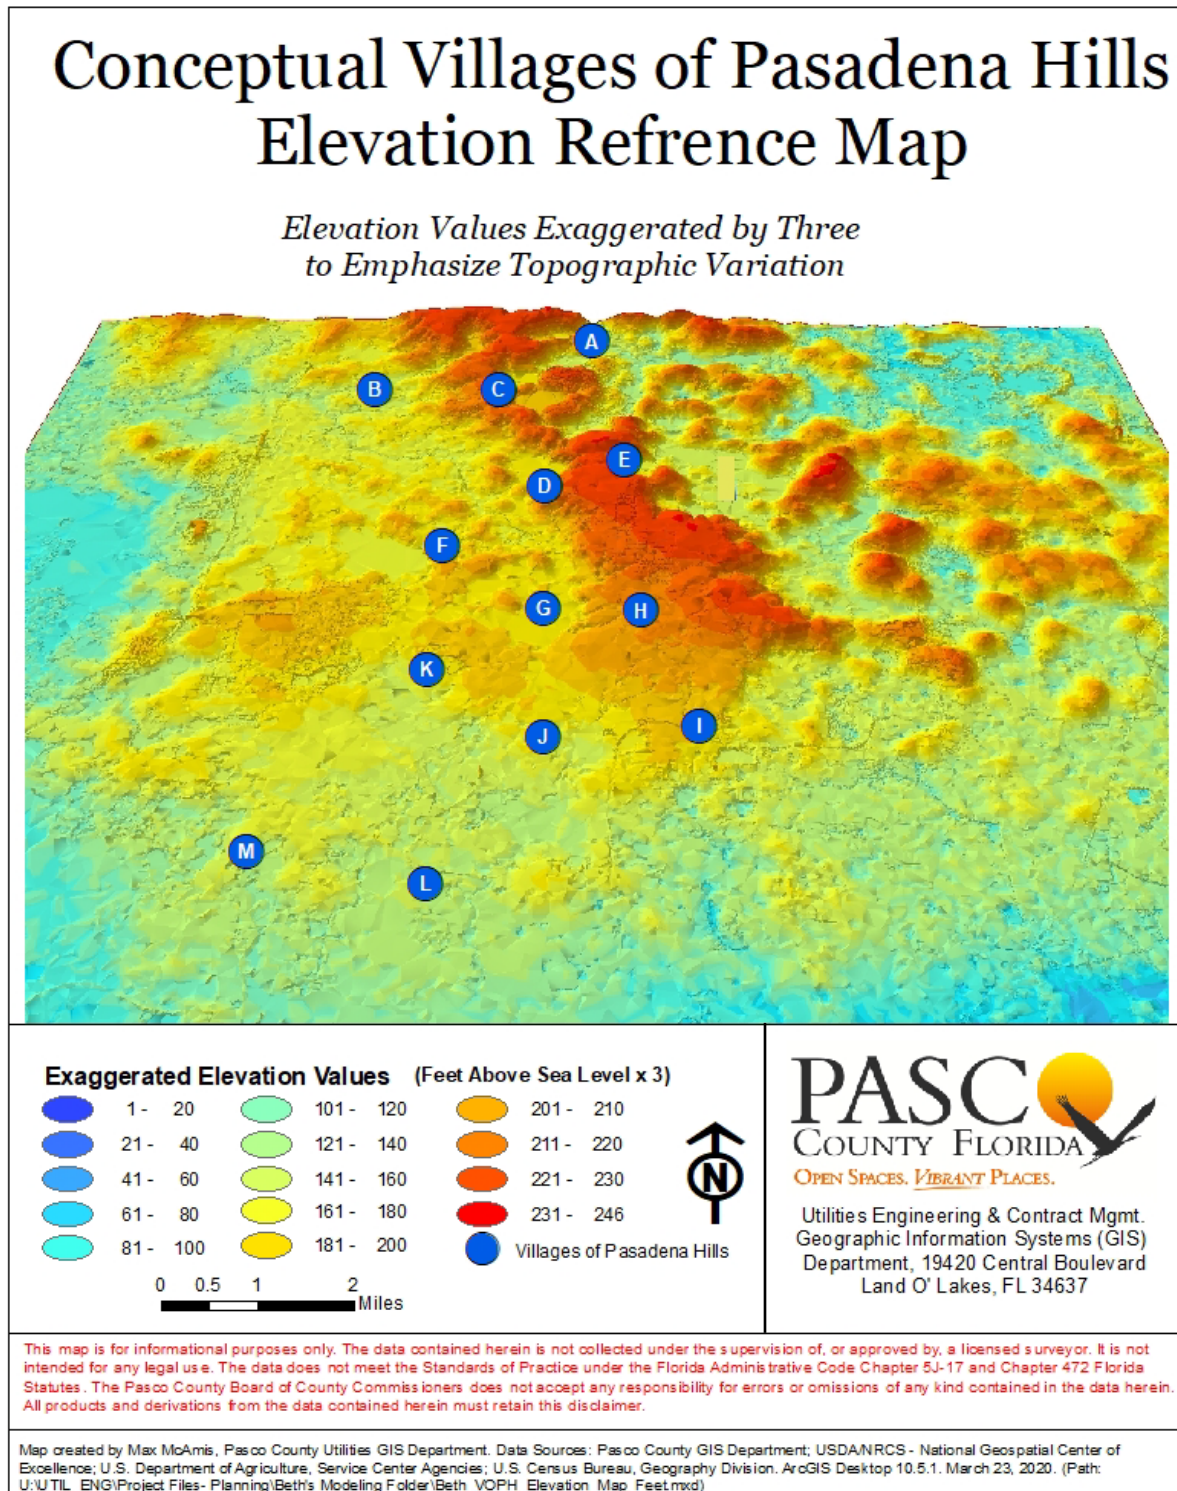 Conceptual Villages of Pasadena Hills
Elevation Refrence Map
Elevation Values Exaggerated by Three
to Emphasize Topographic Variation
A
B
C
E
D
F
G
H
K
I
J
M
L
Exaggerated Elevation Values (Feet Above Sea Level x 3)
1 - 20
21 - 40
41 - 60
61 - 80
81 - 100
101 - 120
121 - 140
141 - 160
161 - 180
181 - 200
201 - 210
211 - 220
221 - 230
231 - 246
Villages of Pasadena Hills
0 0.5 1 2
Miles
N
PASCO
COUNTY FLORIDA
OPEN SPACES. VIBRANT PLACES.
Utilities Engineering & Contract Mgmt.
Geographic Information Systems (GIS)
Department, 19420 Central Boulevard
Land O' Lakes, FL 34637
This map is for informational purposes only. The data contained herein is not collected under the supervision of, or approved by, a licensed surveyor. It is not
intended for any legal use. The data does not meet the Standards of Practice under the Florida Administrative Code Chapter 5J-17 and Chapter 472 Florida
Statutes. The Pasco County Board of County Commissioners does not accept any responsibility for errors or omissions of any kind contained in the data herein.
All products and derivations from the data contained herein must retain this disclaimer.
Map created by Max McAmis, Pasco County Utilities GIS Department. Data Sources: Pasco County GIS Department; USDA/NRCS - National Geospatial Center of
Excellence; U.S. Department of Agriculture, Service Center Agencies; U.S. Census Bureau, Geography Division. ArcGIS Desktop 10.5.1. March 23, 2020. (Path:
U:\UTIL_ENG\Project Files- Planning\Beth's Modeling Folder\Beth_VOPH_Elevation_Map_Feet.mxd)